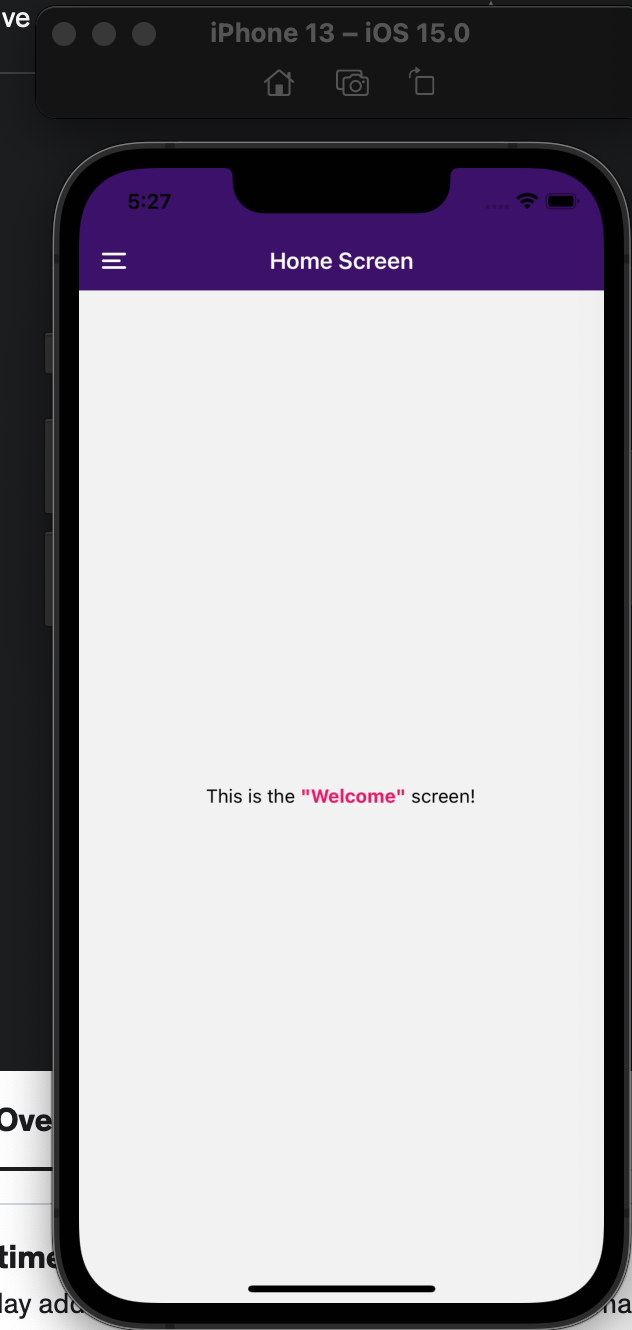 ve
iPhone 13 – iOS 15.0
5:27
Home Screen
This is the "Welcome" screen!
Ove
time
lay add
na